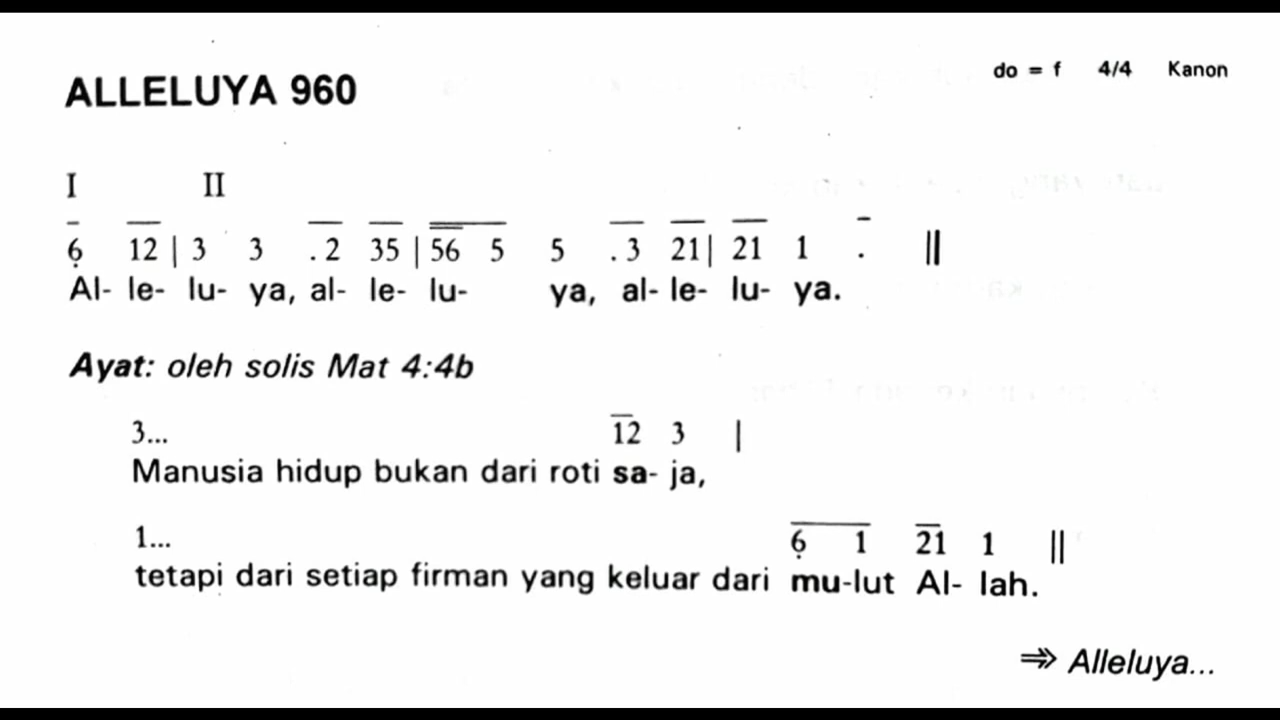 ALLELUYA 960
do = f 4/4 Kanon
I II
6̣ 12 | 3 3 . 2 35 | 56 5 5 . 3 21 | 21 1 . ||
Al- le- lu- ya, al- le- lu- ya, al- le- lu- ya.
Ayat: oleh solis Mat 4:4b
3... 12 3 |
Manusia hidup bukan dari roti sa- ja,
1... 6̣ 1 21 1 ||
tetapi dari setiap firman yang keluar dari mu-lut Al- lah.
⇒ Alleluya...